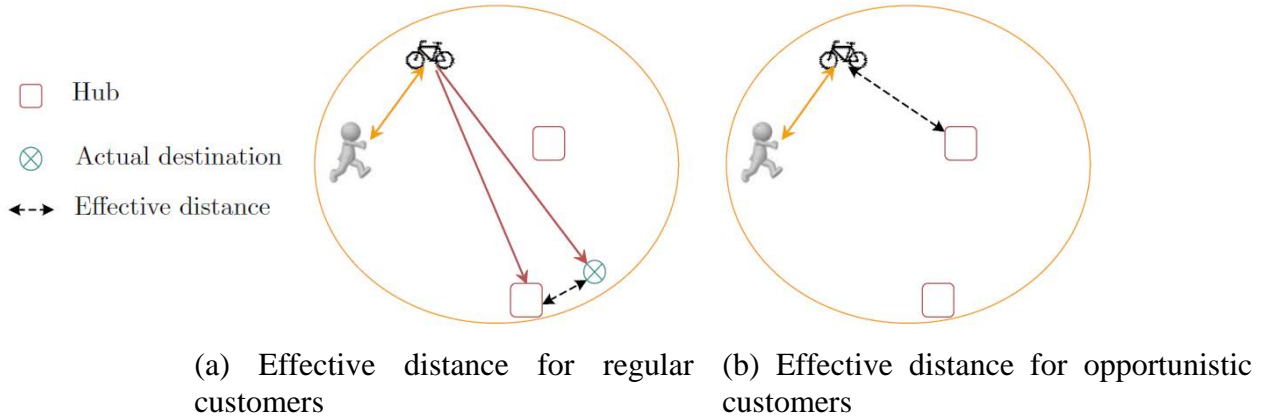 Hub
Actual destination
Effective distance
(a) Effective distance for regular
customers
(b) Effective distance for opportunistic
customers